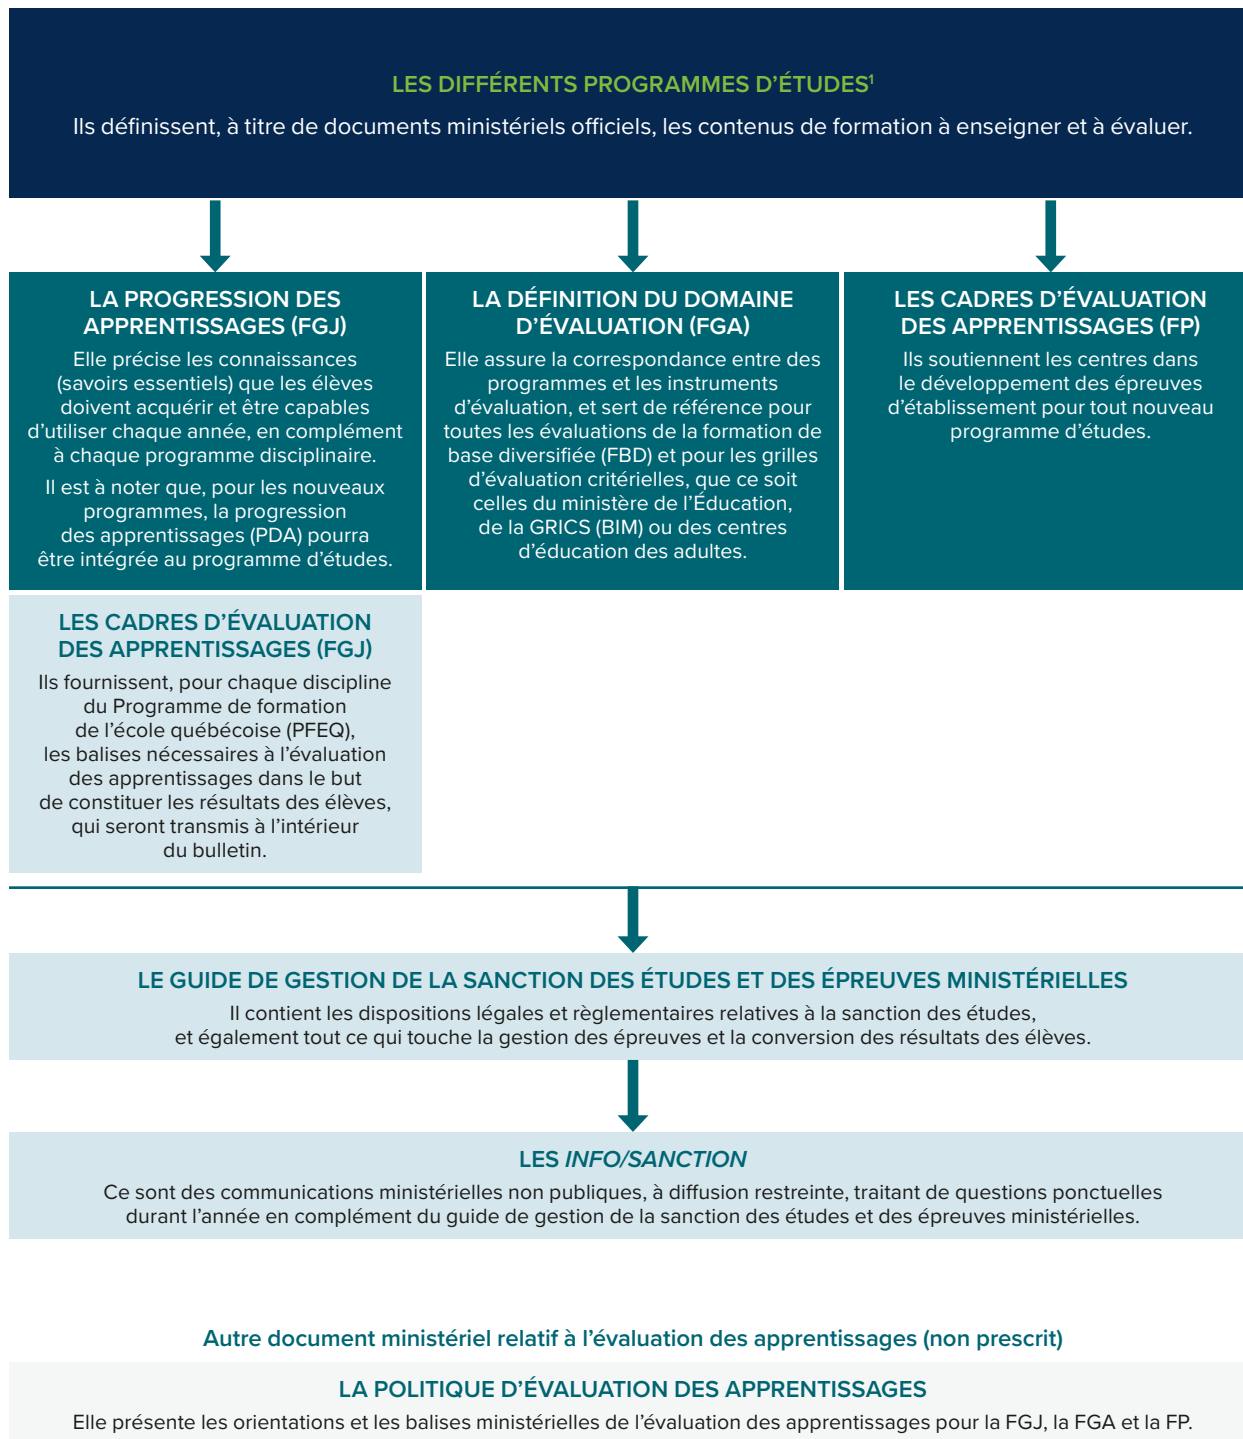 LES DIFFÉRENTS PROGRAMMES D'ÉTUDES¹
Ils définissent, à titre de documents ministériels officiels, les contenus de formation à enseigner et à évaluer.
LA PROGRESSION DES
APPRENTISSAGES (FGJ)
Elle précise les connaissances
(savoirs essentiels) que les élèves
doivent acquérir et être capables
d'utiliser chaque année, en complément
à chaque programme disciplinaire.
Il est à noter que, pour les nouveaux
programmes, la progression
des apprentissages (PDA) pourra
être intégrée au programme d'études.
LA DÉFINITION DU DOMAINE
D'ÉVALUATION (FGA)
Elle assure la correspondance entre des
programmes et les instruments
d'évaluation, et sert de référence pour
toutes les évaluations de la formation de
base diversifiée (FBD) et pour les grilles
d'évaluation critérielles, que ce soit
celles du ministère de l'Éducation,
de la GRICS (BIM) ou des centres
d'éducation des adultes.
LES CADRES D'ÉVALUATION
DES APPRENTISSAGES (FP)
Ils soutiennent les centres dans
le développement des épreuves
d'établissement pour tout nouveau
programme d'études.
LES CADRES D'ÉVALUATION
DES APPRENTISSAGES (FGJ)
Ils fournissent, pour chaque discipline
du Programme de formation
de l'école québécoise (PFEQ),
les balises nécessaires à l'évaluation
des apprentissages dans le but
de constituer les résultats des élèves,
qui seront transmis à l'intérieur
du bulletin.
LE GUIDE DE GESTION DE LA SANCTION DES ÉTUDES ET DES ÉPREUVES MINISTÉRIELLES
Il contient les dispositions légales et règlementaires relatives à la sanction des études,
et également tout ce qui touche la gestion des épreuves et la conversion des résultats des élèves.
LES INFO/SANCTION
Ce sont des communications ministérielles non publiques, à diffusion restreinte, traitant de questions ponctuelles
durant l'année en complément du guide de gestion de la sanction des études et des épreuves ministérielles.
Autre document ministériel relatif à l'évaluation des apprentissages (non prescrit)
LA POLITIQUE D'ÉVALUATION DES APPRENTISSAGES
Elle présente les orientations et les balises ministérielles de l'évaluation des apprentissages pour la FGJ, la FGA et la FP.